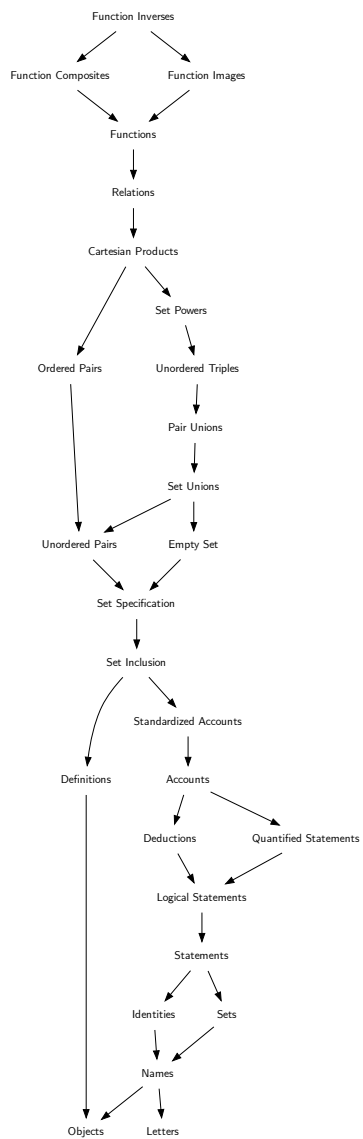 Function Inverses
Function Composites
Function Images
Functions
Relations
Cartesian Products
Set Powers
Ordered Pairs
Unordered Triples
Pair Unions
Set Unions
Unordered Pairs
Empty Set
Set Specification
Set Inclusion
Standardized Accounts
Definitions
Accounts
Deductions
Quantified Statements
Logical Statements
Statements
Identities
Sets
Names
Objects
Letters